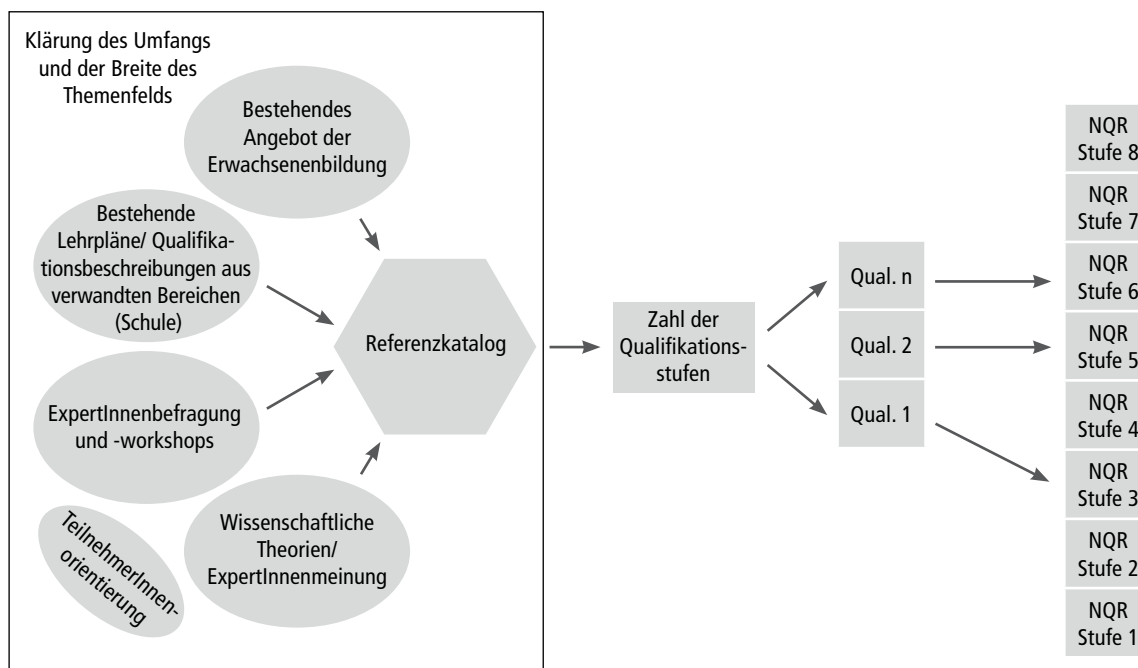 Klärung des Umfangs
und der Breite des
Themenfelds
Bestehendes
Angebot der
Erwachsenenbildung
Bestehende
Lehrpläne/ Qualifika-
tionsbeschreibungen aus
verwandten Bereichen
(Schule)
ExpertInnenbefragung
und -workshops
TeilnehmerInnen-
orientierung
Wissenschaftliche
Theorien/
ExpertInnenmeinung
Referenzkatalog
Zahl der
Qualifikations-
stufen
Qual. n
Qual. 2
Qual. 1
NQR
Stufe 8
NQR
Stufe 7
NQR
Stufe 6
NQR
Stufe 5
NQR
Stufe 4
NQR
Stufe 3
NQR
Stufe 2
NQR
Stufe 1